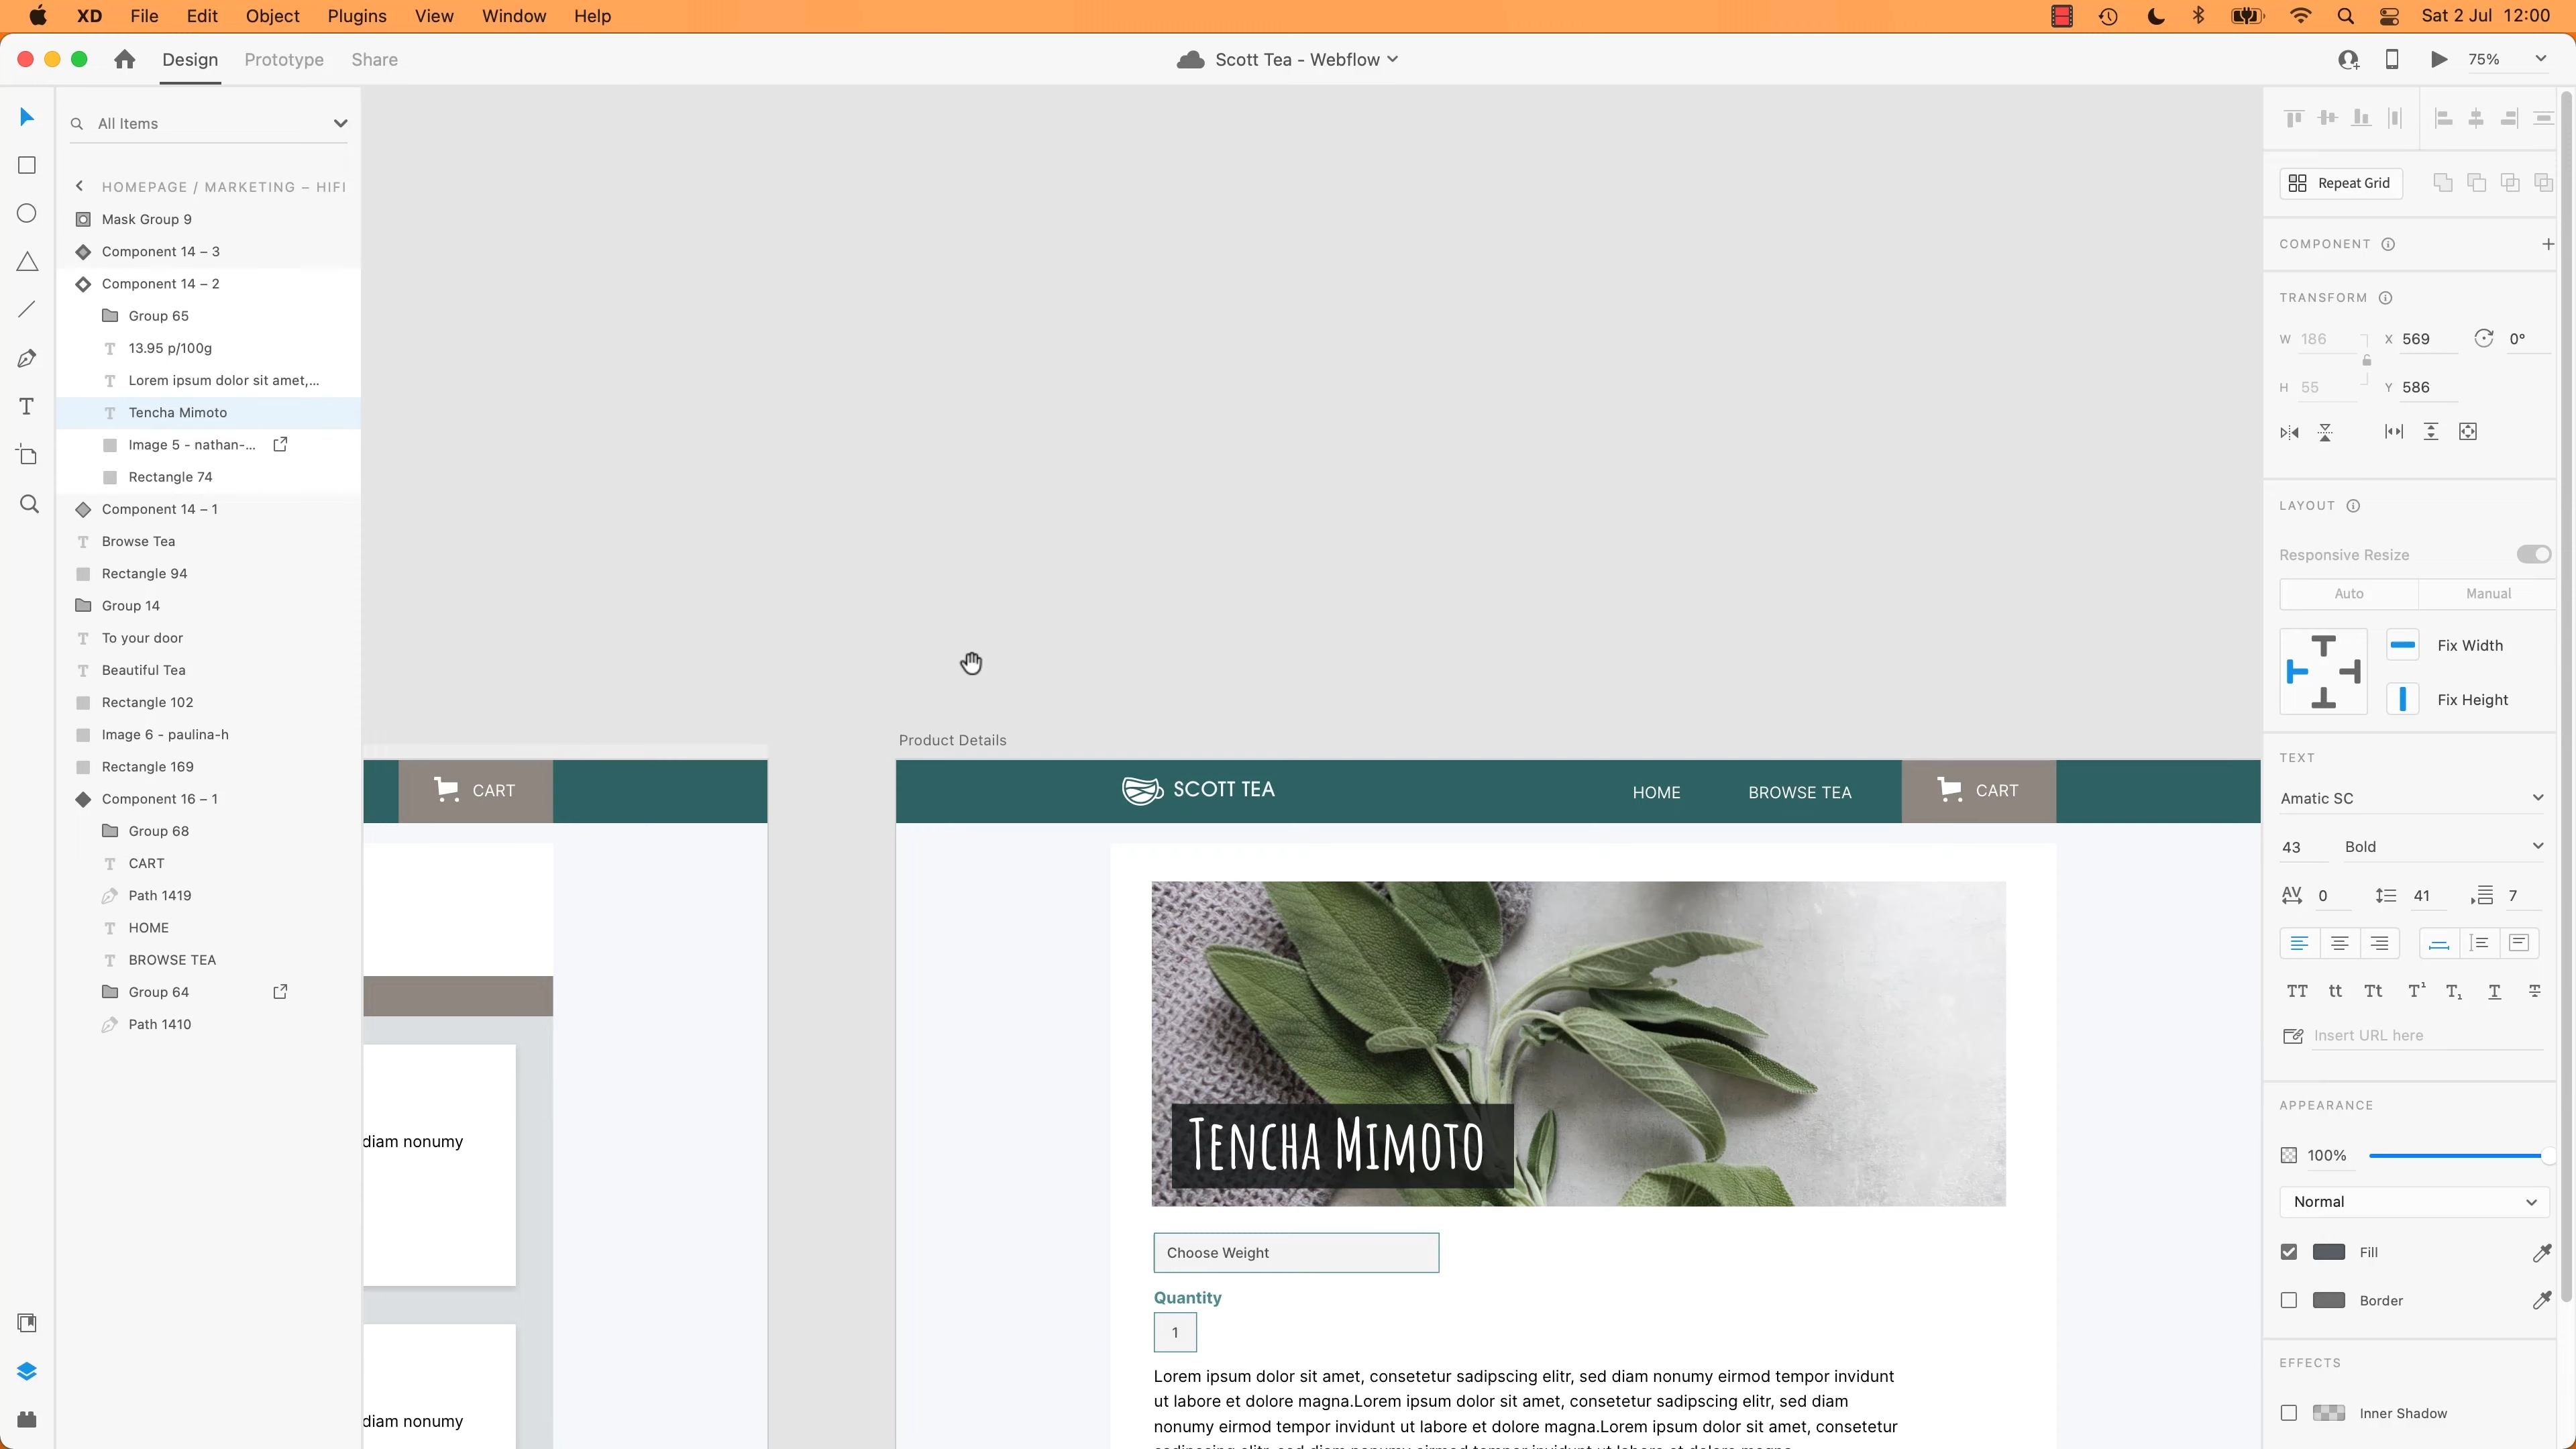 XD File Edit Object Plugins View Window Help Sat 2 Jul 12:00
Design Prototype Share Scott Tea - Webflow 75%
All Items
HOMEPAGE / MARKETING – HIFI
Mask Group 9
Component 14 – 3
Component 14 – 2
Group 65
13.95 p/100g
Lorem ipsum dolor sit amet,...
Tencha Mimoto
Image 5 - nathan-...
Rectangle 74
Component 14 – 1
Browse Tea
Rectangle 94
Group 14
To your door
Beautiful Tea
Rectangle 102
Image 6 - paulina-h
Rectangle 169
Component 16 – 1
Group 68
CART
Path 1419
HOME
BROWSE TEA
Group 64
Path 1410
CART
diam nonumy
diam nonumy
Product Details
SCOTT TEA HOME BROWSE TEA CART
Tencha Mimoto
Choose Weight
Quantity
1
Lorem ipsum dolor sit amet, consetetur sadipscing elitr, sed diam nonumy eirmod tempor invidunt
ut labore et dolore magna.Lorem ipsum dolor sit amet, consetetur sadipscing elitr, sed diam
nonumy eirmod tempor invidunt ut labore et dolore magna.Lorem ipsum dolor sit amet, consetetur
Repeat Grid
COMPONENT
TRANSFORM
W 186 X 569 0°
H 55 Y 586
LAYOUT
Responsive Resize
Auto Manual
Fix Width
Fix Height
TEXT
Amatic SC
43 Bold
AV 0 41 7
TT tt Tt T¹ T₁ T T
Insert URL here
APPEARANCE
100%
Normal
Fill
Border
EFFECTS
Inner Shadow